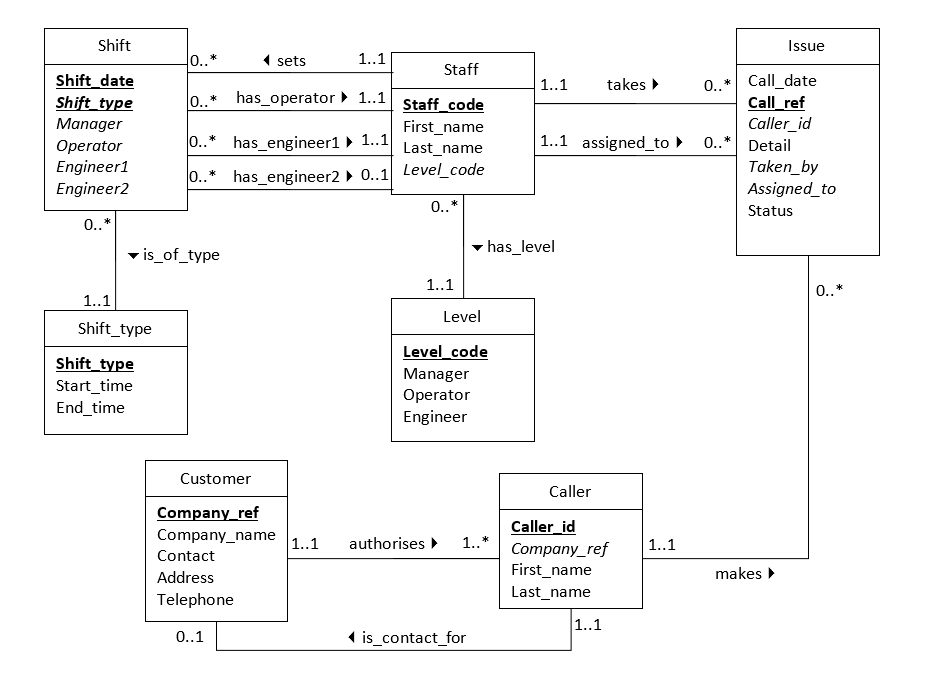 Shift
Shift_date
Shift_type
Manager
Operator
Engineer1
Engineer2
0..* ◀ sets 1..1
0..* has_operator ▶ 1..1
0..* has_engineer1 ▶ 1..1
0..* has_engineer2 ▶ 0..1
Staff
Staff_code
First_name
Last_name
Level_code
1..1 takes ▶ 0..*
1..1 assigned_to ▶ 0..*
Issue
Call_date
Call_ref
Caller_id
Detail
Taken_by
Assigned_to
Status
0..*
▼ is_of_type
1..1
0..*
▼ has_level
1..1
0..*
Shift_type
Shift_type
Start_time
End_time
Level
Level_code
Manager
Operator
Engineer
Customer
Company_ref
Company_name
Contact
Address
Telephone
1..1 authorises ▶ 1..*
Caller
Caller_id
Company_ref
First_name
Last_name
1..1
makes ▶
0..1 ◀ is_contact_for 1..1